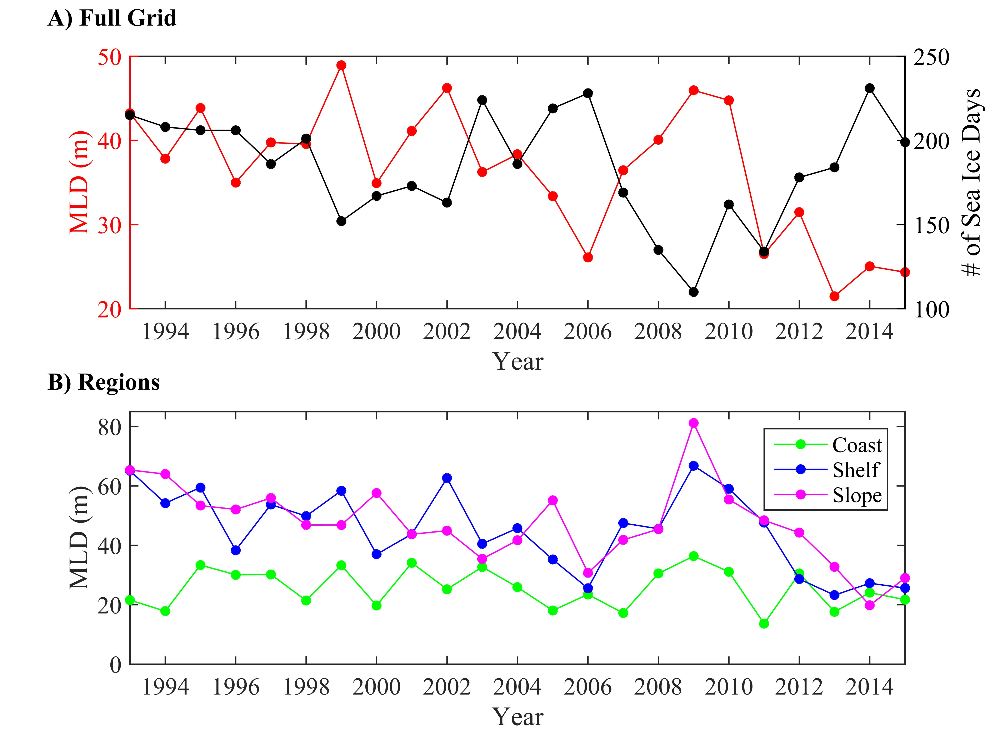 A) Full Grid
50
40
30
20
MLD (m)
250
200
150
100
# of Sea Ice Days
1994 1996 1998 2000 2002 2004 2006 2008 2010 2012 2014
Year
B) Regions
80
60
40
20
0
MLD (m)
Coast
Shelf
Slope
1994 1996 1998 2000 2002 2004 2006 2008 2010 2012 2014
Year